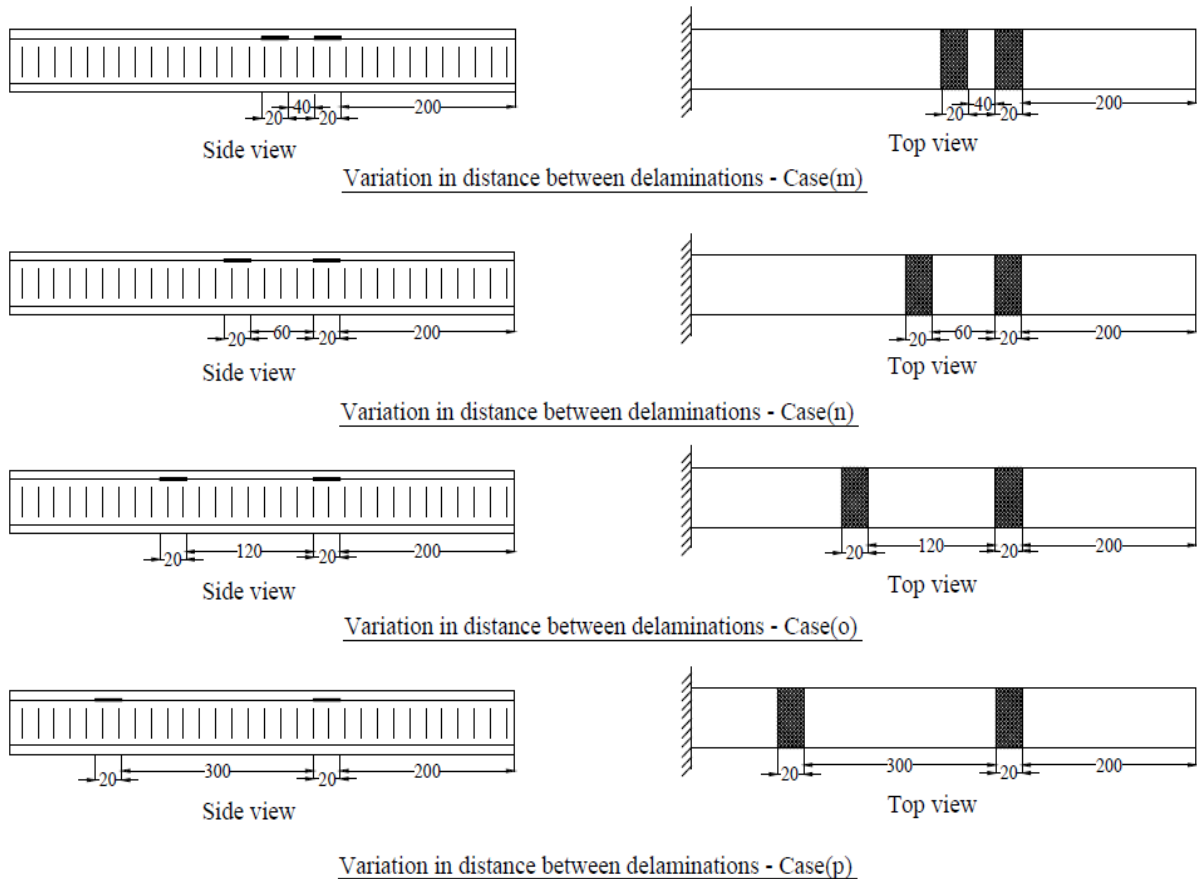 20 40 20 200 20 40 20 200
Side view Top view
Variation in distance between delaminations - Case(m)
20 60 20 200 20 60 20 200
Side view Top view
Variation in distance between delaminations - Case(n)
20 120 20 200 20 120 20 200
Side view Top view
Variation in distance between delaminations - Case(o)
20 300 20 200 20 300 20 200
Side view Top view
Variation in distance between delaminations - Case(p)